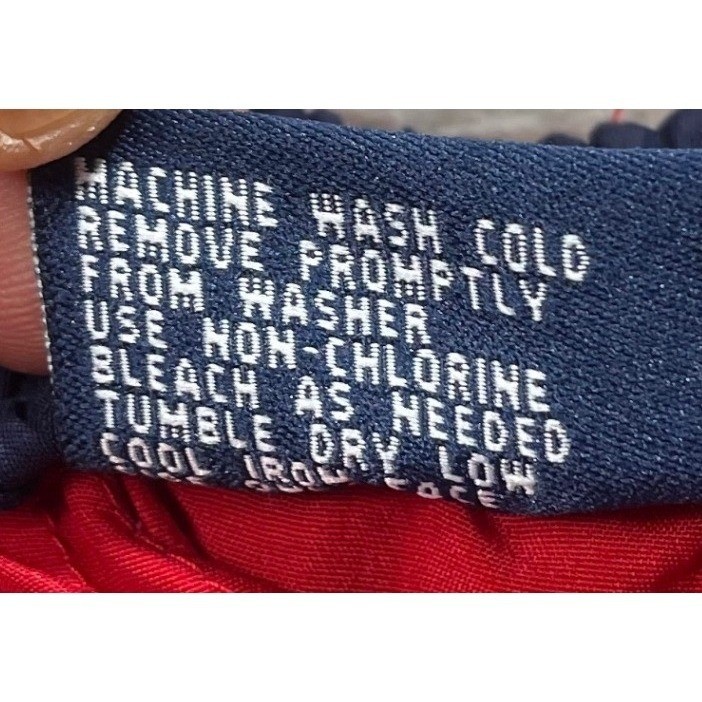 MACHINE WASH COLD
REMOVE PROMPTLY
FROM WASHER
USE NON-CHLORINE
BLEACH AS NEEDED
TUMBLE DRY LOW
COOL IRON